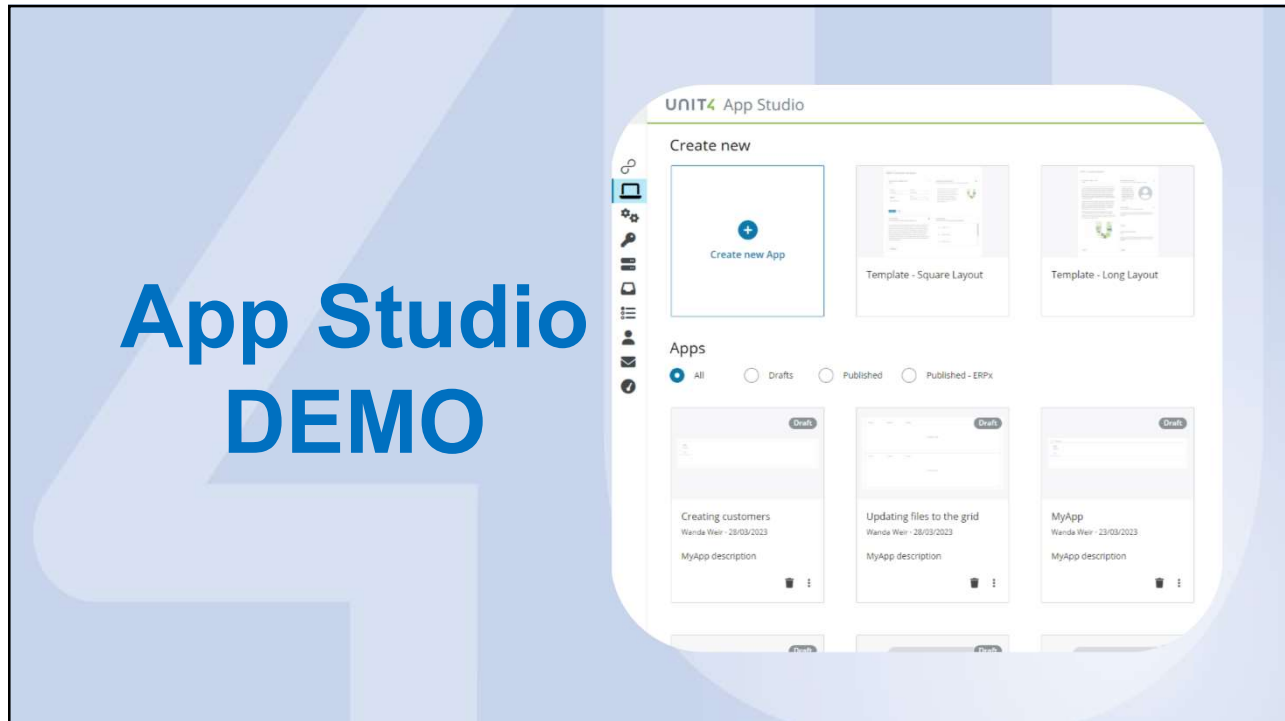 App Studio
DEMO
UNIT4 App Studio
Create new
Create new App
Template - Square Layout
Template - Long Layout
Apps
All Drafts Published Published - ERPx
Draft
Creating customers
Wanda Weir - 28/03/2023
MyApp description
Draft
Updating files to the grid
Wanda Weir - 28/03/2023
MyApp description
Draft
MyApp
Wanda Weir - 23/03/2023
MyApp description